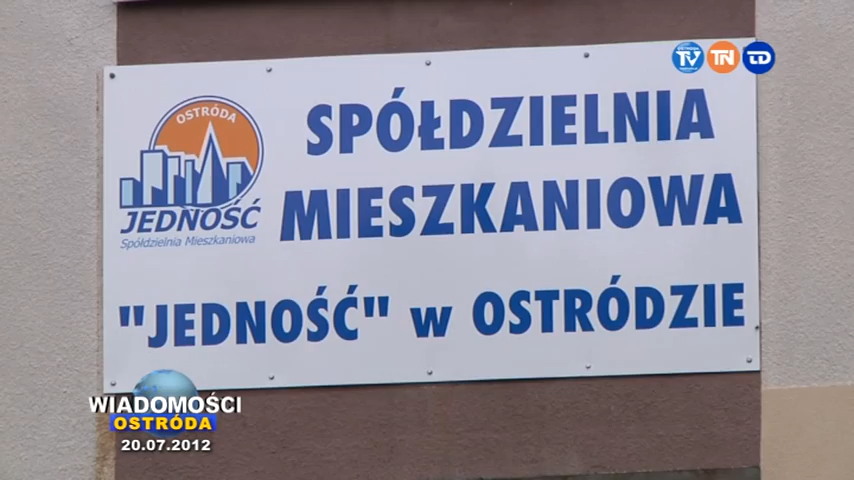 OSTRÓDA
JEDNOŚĆ
Spółdzielnia Mieszkaniowa
SPÓŁDZIELNIA
MIESZKANIOWA
"JEDNOŚĆ" w OSTRÓDZIE
TV TN TD
WIADOMOŚCI
OSTRÓDA
20.07.2012